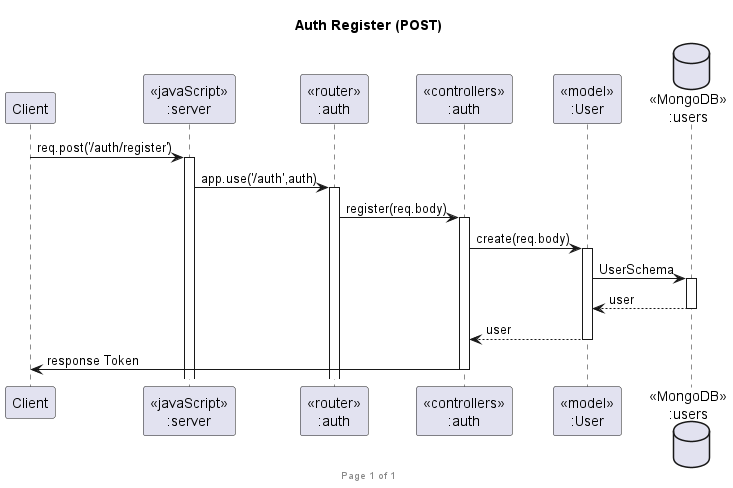 Auth Register (POST)
Client
«javaScript»
:server
«router»
:auth
«controllers»
:auth
«model»
:User
«MongoDB»
:users
req.post('/auth/register')
app.use('/auth',auth)
register(req.body)
create(req.body)
UserSchema
user
user
response Token
Client
«javaScript»
:server
«router»
:auth
«controllers»
:auth
«model»
:User
«MongoDB»
:users
Page 1 of 1